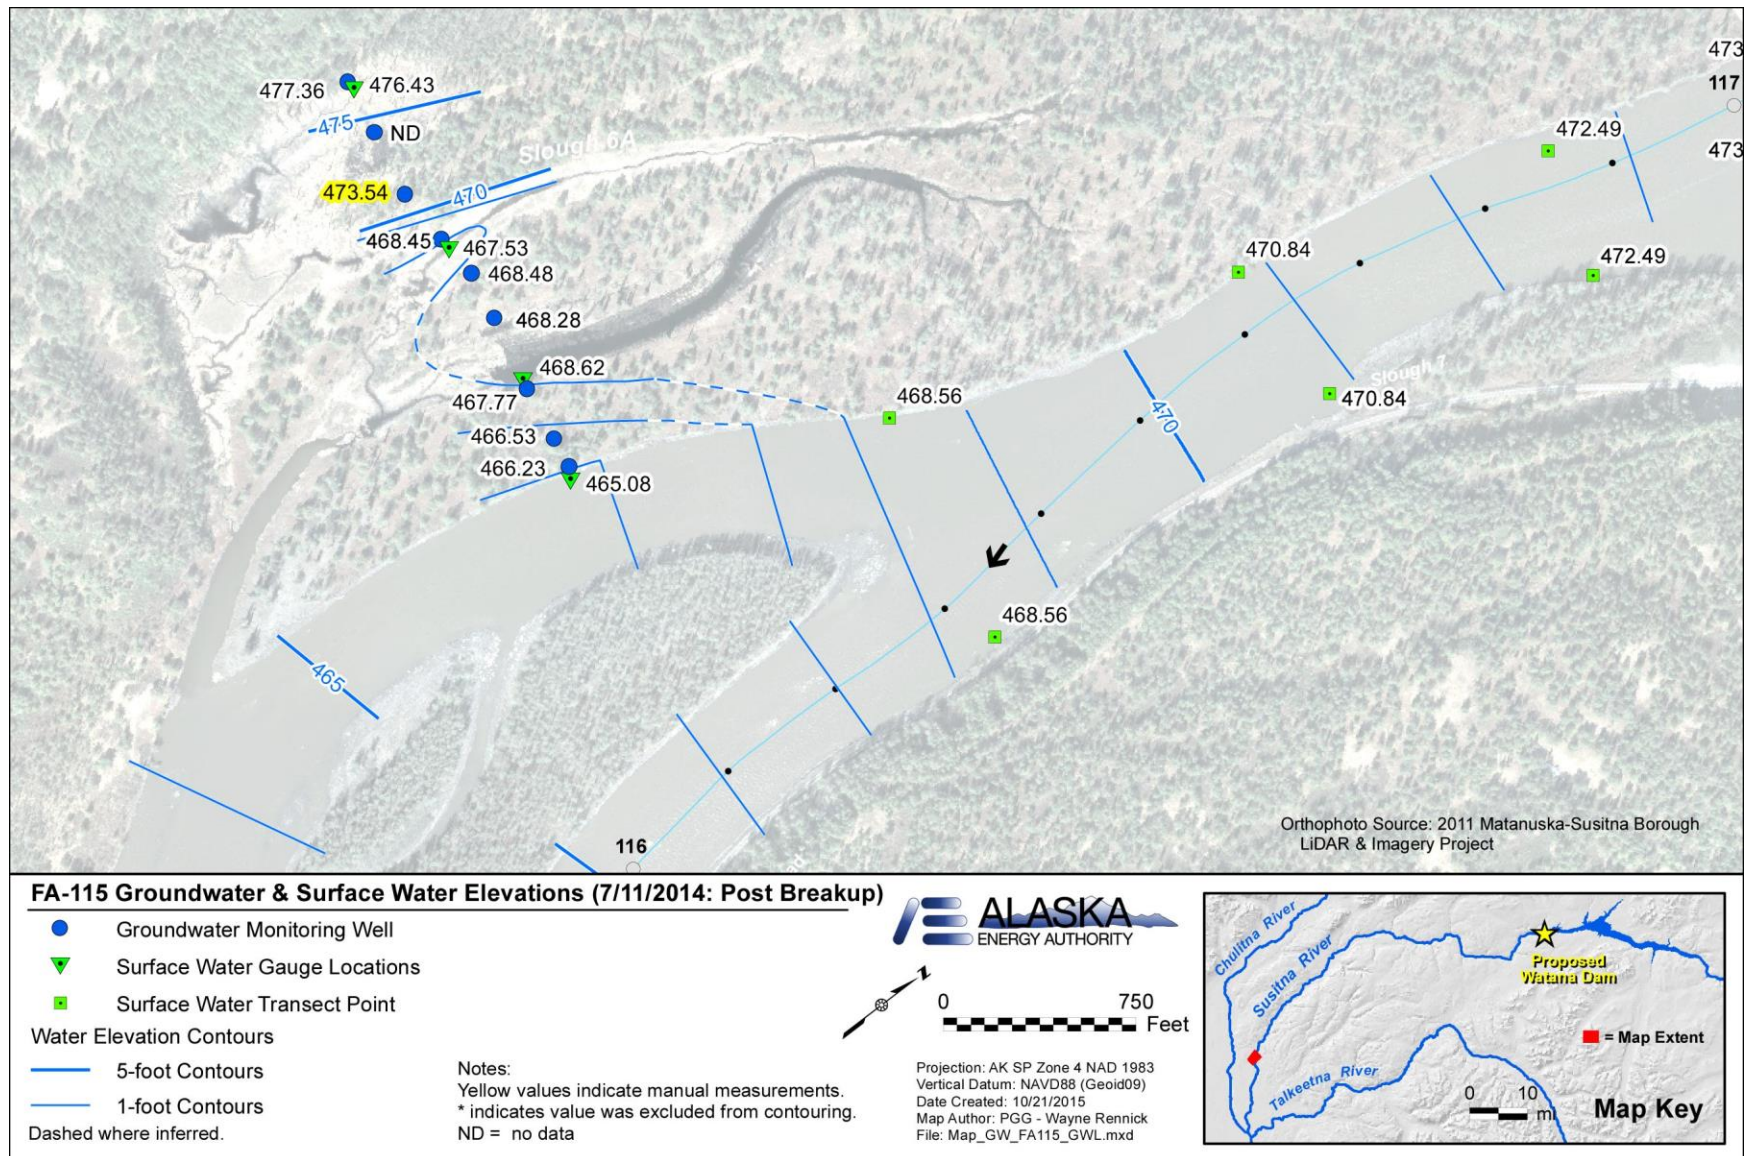 473
117
472.49
473
477.36
476.43
475
ND
Slough 6A
473.54
470
468.45
467.53
468.48
470.84
472.49
468.28
468.62
467.77
468.56
Slough 7
470.84
470
466.53
466.23
465.08
468.56
465
116
Orthophoto Source: 2011 Matanuska-Susitna Borough
LiDAR & Imagery Project
FA-115 Groundwater & Surface Water Elevations (7/11/2014: Post Breakup)
Groundwater Monitoring Well
Surface Water Gauge Locations
Surface Water Transect Point
Water Elevation Contours
5-foot Contours
1-foot Contours
Dashed where inferred.
Notes:
Yellow values indicate manual measurements.
* indicates value was excluded from contouring.
ND = no data
ALASKA
ENERGY AUTHORITY
0 750
Feet
Projection: AK SP Zone 4 NAD 1983
Vertical Datum: NAVD88 (Geoid09)
Date Created: 10/21/2015
Map Author: PGG - Wayne Rennick
File: Map_GW_FA115_GWL.mxd
Chulitna River
Susitna River
Proposed
Watana Dam
= Map Extent
Talkeetna River
0 10
mi
Map Key